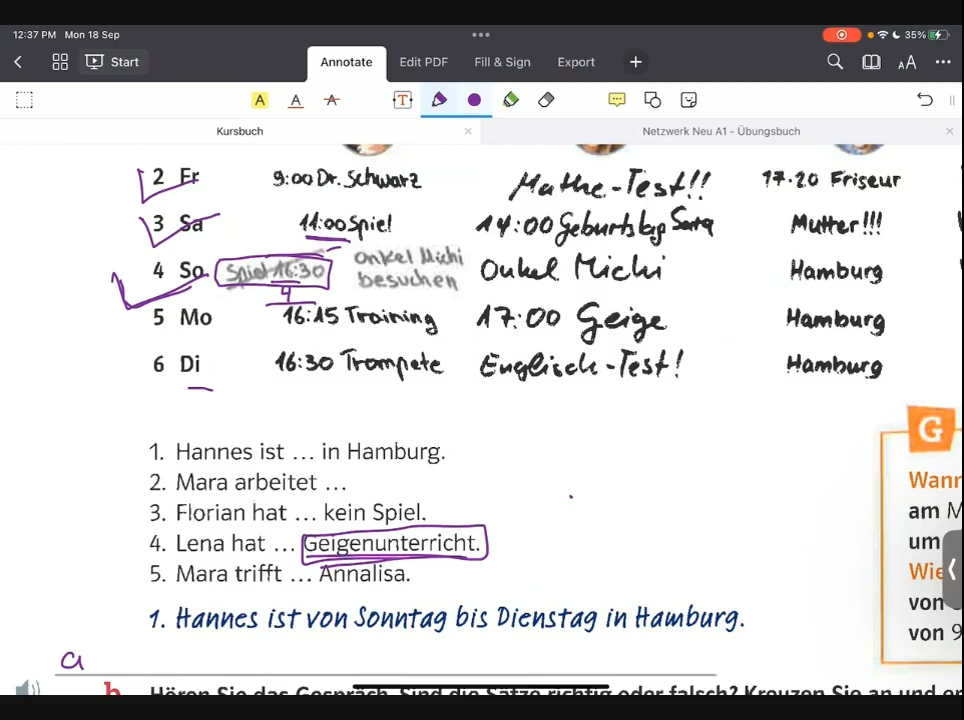 12:37 PM Mon 18 Sep
35%
Start
Annotate
Edit PDF
Fill & Sign
Export
AA
A A A T
Kursbuch
Netzwerk Neu A1 - Übungsbuch
2 Fr 9:00 Dr. Schwarz Mathe-Test!! 17.20 Friseur
3 Sa 11:00 Spiel 14:00 Geburtstag Sara Mutter!!!
4 So Spiel 16:30 Onkel Michi besuchen Onkel Michi Hamburg
4
5 Mo 16:15 Training 17:00 Geige Hamburg
6 Di 16:30 Trompete Englisch-Test! Hamburg
1. Hannes ist … in Hamburg.
2. Mara arbeitet …
3. Florian hat … kein Spiel.
4. Lena hat … Geigenunterricht.
5. Mara trifft … Annalisa.
1. Hannes ist von Sonntag bis Dienstag in Hamburg.
G
Wann
am M
um
Wie
von
von 9
a
b Hören Sie das Gespräch. Sind die Sätze richtig oder falsch? Kreuzen Sie an und